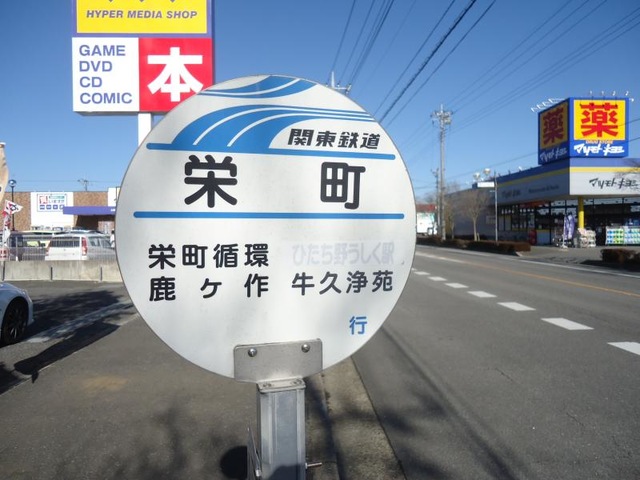 HYPER MEDIA SHOP
GAME
DVD
CD
COMIC
本
関東鉄道
栄町
栄町循環 ひたち野うしく駅
鹿ヶ作 牛久浄苑
行
薬
マツモトキヨシ
薬